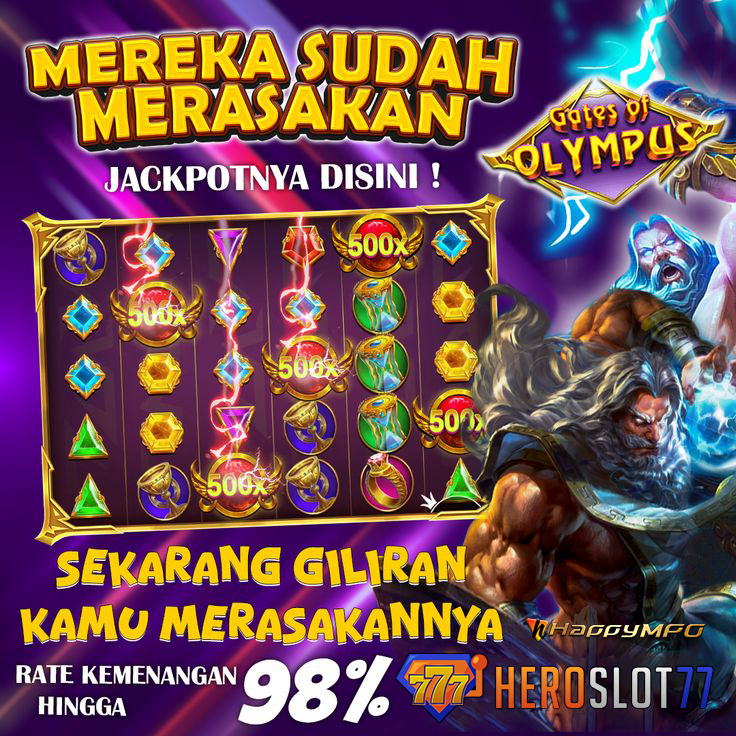 MEREKA SUDAH
MERASAKAN
JACKPOTNYA DISINI !
Gates of
OLYMPUS
500x
500x
500x
500x
500x
SEKARANG GILIRAN
KAMU MERASAKANNYA
HAPPYMPO
RATE KEMENANGAN
HINGGA
98%
777
HEROSLOT77